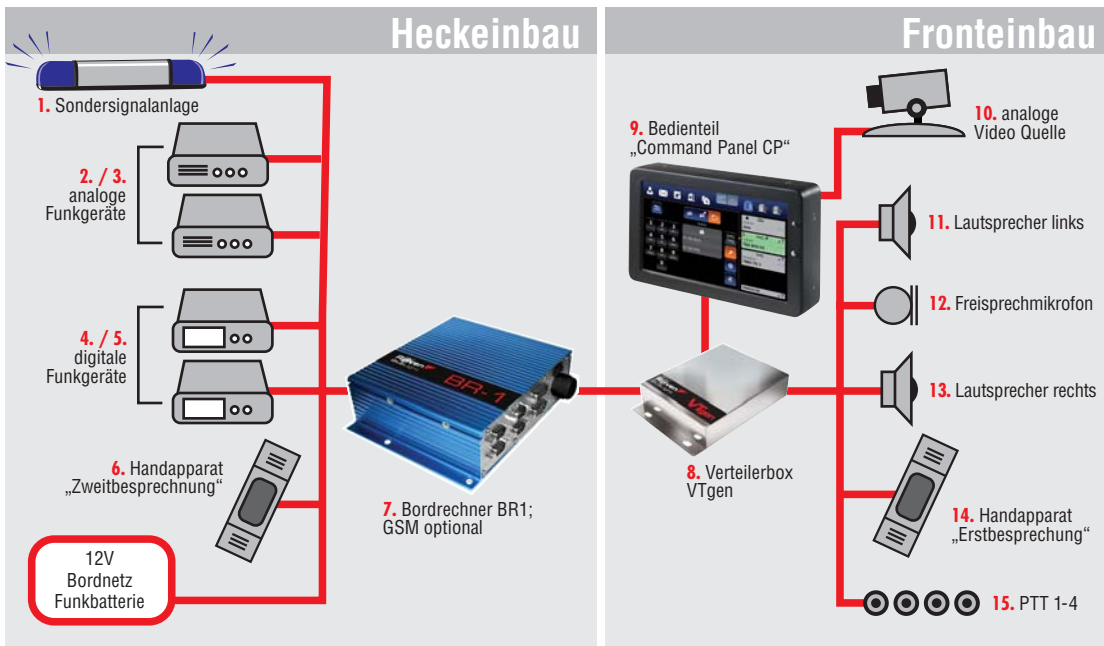 Heckeinbau
Fronteinbau
1. Sondersignalanlage
2. / 3.
analoge
Funkgeräte
4. / 5.
digitale
Funkgeräte
6. Handapparat
„Zweitbesprechnung“
12V
Bordnetz
Funkbatterie
BR-1
7. Bordrechner BR1;
GSM optional
9. Bedienteil
„Command Panel CP“
VTgen
8. Verteilerbox
VTgen
10. analoge
Video Quelle
11. Lautsprecher links
12. Freisprechmikrofon
13. Lautsprecher rechts
14. Handapparat
„Erstbesprechung“
15. PTT 1-4